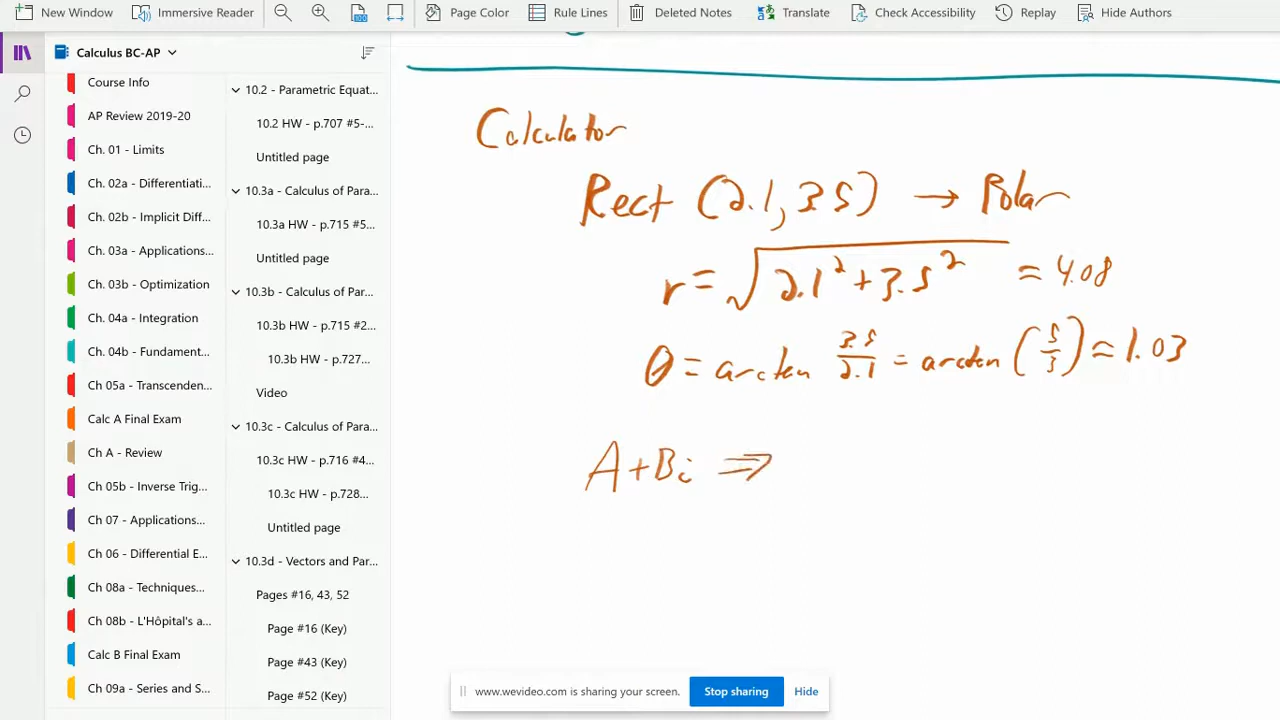 New Window
Immersive Reader
Page Color
Rule Lines
Deleted Notes
Translate
Check Accessibility
Replay
Hide Authors
Calculus BC-AP
Course Info
AP Review 2019-20
Ch. 01 - Limits
Ch. 02a - Differentiati...
Ch. 02b - Implicit Diff...
Ch. 03a - Applications...
Ch. 03b - Optimization
Ch. 04a - Integration
Ch. 04b - Fundament...
Ch. 05a - Transcenden...
Calc A Final Exam
Ch A - Review
Ch 05b - Inverse Trig...
Ch 07 - Applications...
Ch 06 - Differential E...
Ch 08a - Techniques...
Ch 08b - L'Hôpital's a...
Calc B Final Exam
Ch 09a - Series and S...
10.2 - Parametric Equat...
10.2 HW - p.707 #5-...
Untitled page
10.3a - Calculus of Para...
10.3a HW - p.715 #5...
Untitled page
10.3b - Calculus of Par...
10.3b HW - p.715 #2...
10.3b HW - p.727...
Video
10.3c - Calculus of Para...
10.3c HW - p.716 #4...
10.3c HW - p.728...
Untitled page
10.3d - Vectors and Par...
Pages #16, 43, 52
Page #16 (Key)
Page #43 (Key)
Page #52 (Key)
Calculator
Rect (2.1, 3.5) → Polar
r = √(2.1² + 3.5²) ≈ 4.08
θ = arctan 3.5/2.1 = arctan (5/3) ≈ 1.03
A+Bi ⇒
www.wevideo.com is sharing your screen.
Stop sharing
Hide